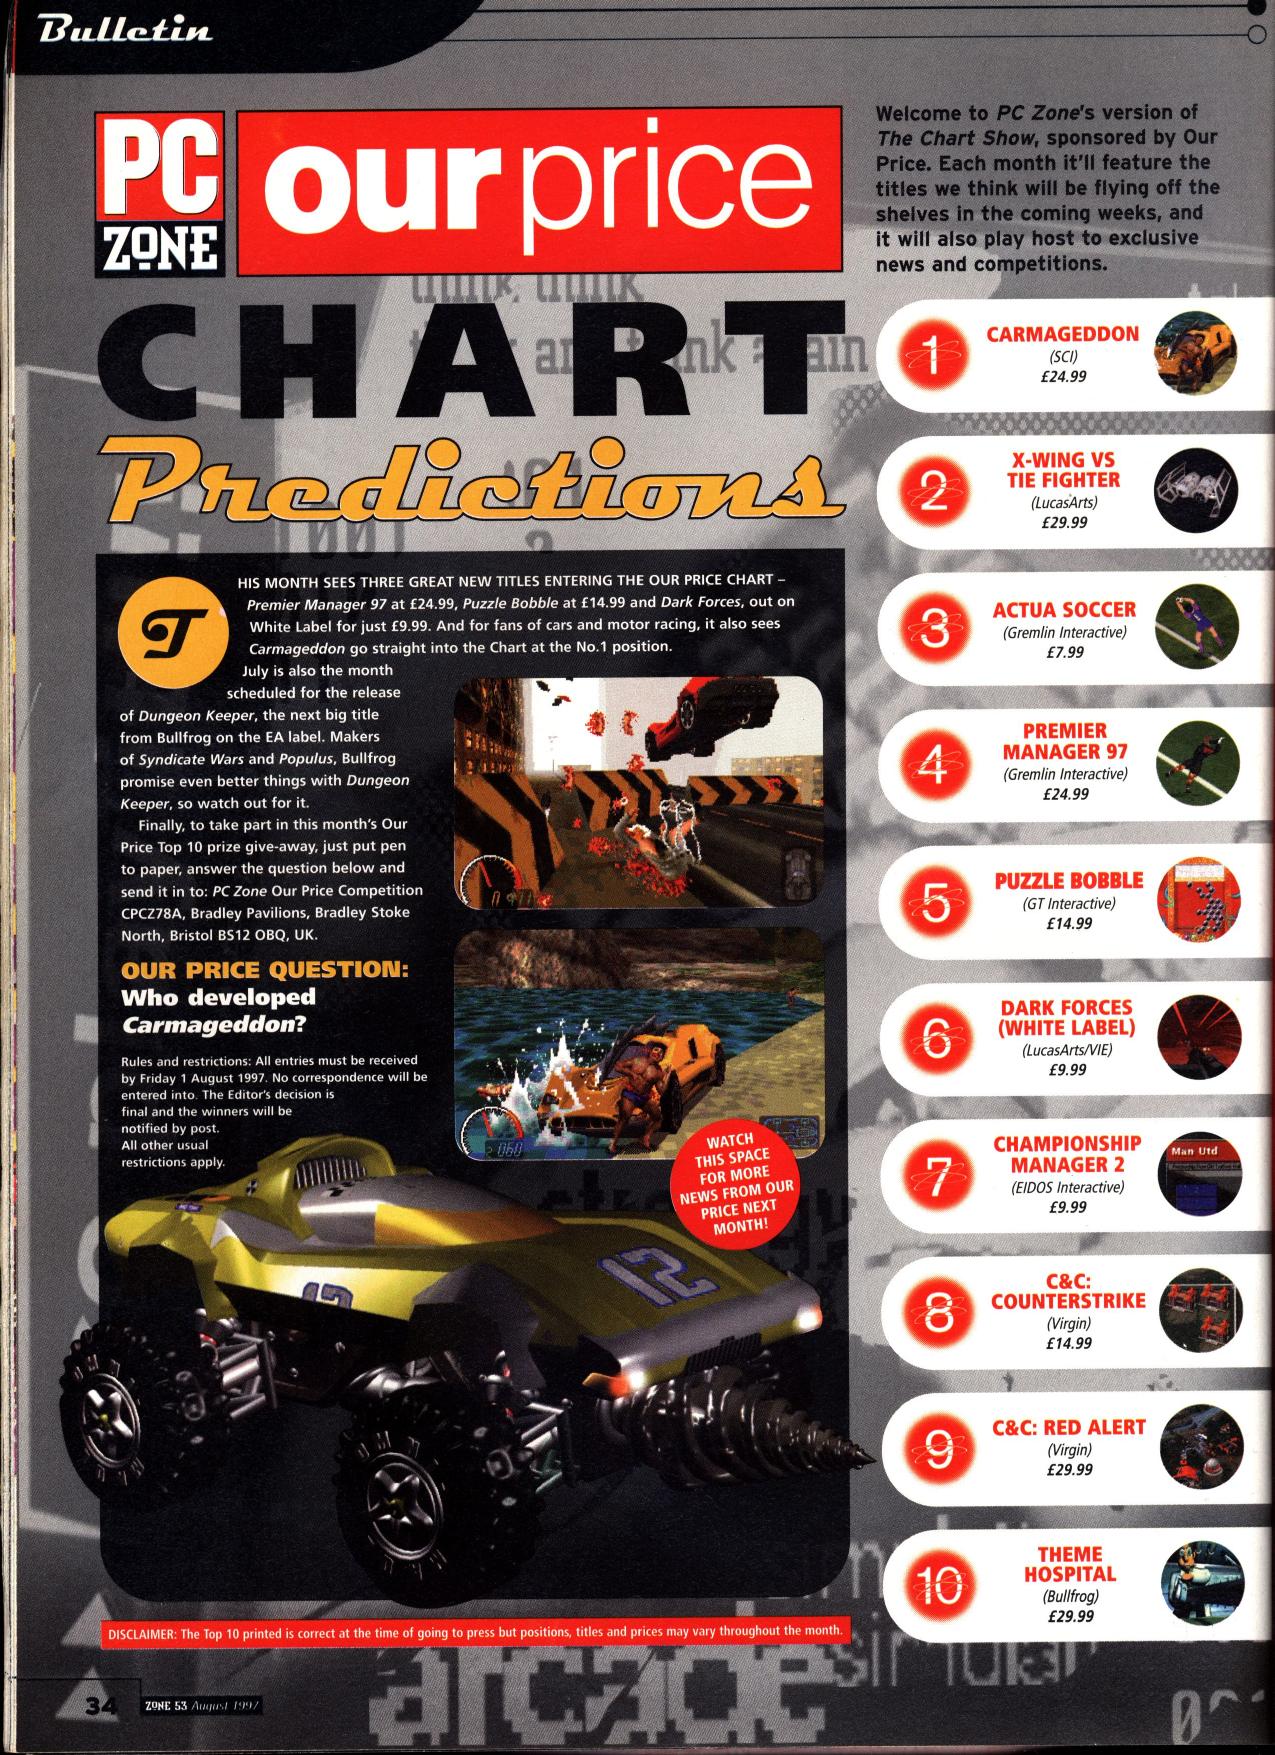 Bulletin
PC
ZONE
ourprice
CHART
Predictions
Welcome to PC Zone's version of
The Chart Show, sponsored by Our
Price. Each month it'll feature the
titles we think will be flying off the
shelves in the coming weeks, and
it will also play host to exclusive
news and competitions.
THIS MONTH SEES THREE GREAT NEW TITLES ENTERING THE OUR PRICE CHART –
Premier Manager 97 at £24.99, Puzzle Bobble at £14.99 and Dark Forces, out on
White Label for just £9.99. And for fans of cars and motor racing, it also sees
Carmageddon go straight into the Chart at the No.1 position.
July is also the month
scheduled for the release
of Dungeon Keeper, the next big title
from Bullfrog on the EA label. Makers
of Syndicate Wars and Populus, Bullfrog
promise even better things with Dungeon
Keeper, so watch out for it.
Finally, to take part in this month's Our
Price Top 10 prize give-away, just put pen
to paper, answer the question below and
send it in to: PC Zone Our Price Competition
CPCZ78A, Bradley Pavilions, Bradley Stoke
North, Bristol BS12 OBQ, UK.
OUR PRICE QUESTION:
Who developed
Carmageddon?
Rules and restrictions: All entries must be received
by Friday 1 August 1997. No correspondence will be
entered into. The Editor's decision is
final and the winners will be
notified by post.
All other usual
restrictions apply.
WATCH
THIS SPACE
FOR MORE
NEWS FROM OUR
PRICE NEXT
MONTH!
12
12
1
CARMAGEDDON
(SCI)
£24.99
2
X-WING VS
TIE FIGHTER
(LucasArts)
£29.99
3
ACTUA SOCCER
(Gremlin Interactive)
£7.99
4
PREMIER
MANAGER 97
(Gremlin Interactive)
£24.99
5
PUZZLE BOBBLE
(GT Interactive)
£14.99
6
DARK FORCES
(WHITE LABEL)
(LucasArts/VIE)
£9.99
7
CHAMPIONSHIP
MANAGER 2
(EIDOS Interactive)
£9.99
Man Utd
8
C&C:
COUNTERSTRIKE
(Virgin)
£14.99
9
C&C: RED ALERT
(Virgin)
£29.99
10
THEME
HOSPITAL
(Bullfrog)
£29.99
DISCLAIMER: The Top 10 printed is correct at the time of going to press but positions, titles and prices may vary throughout the month.
arcade
34
ZONE 53 August 1997